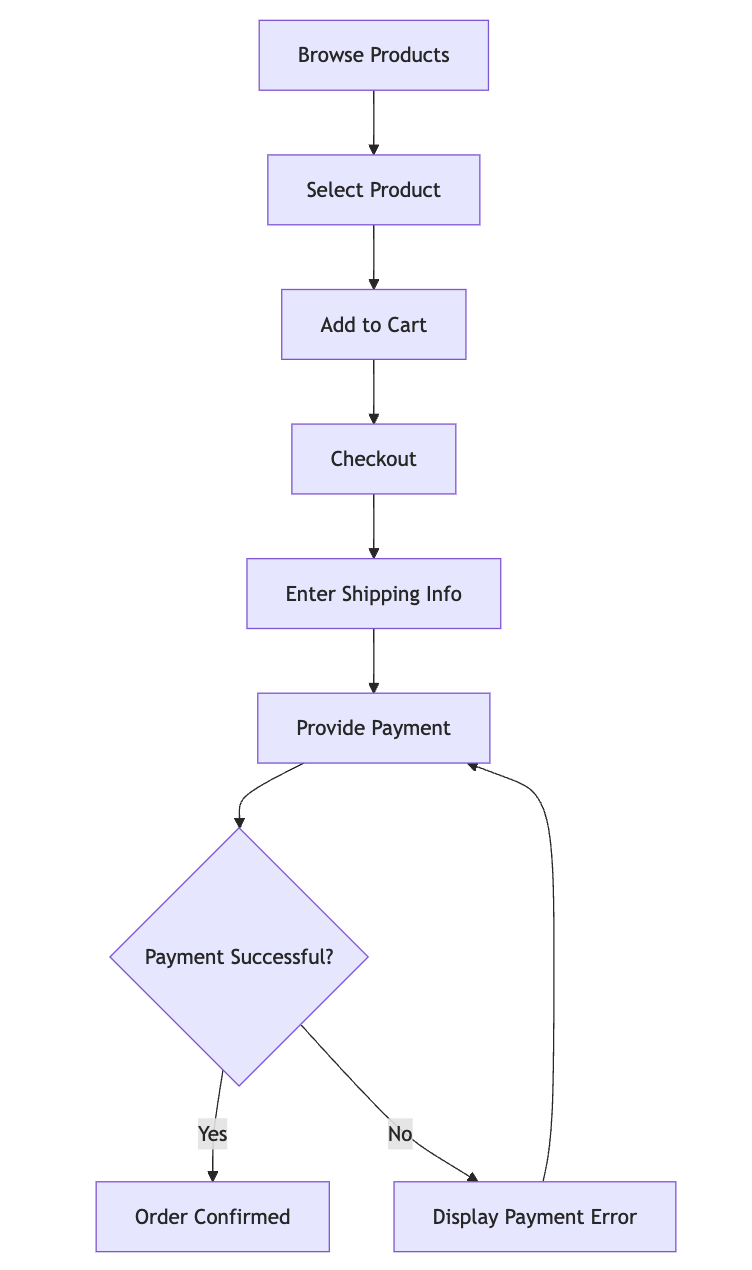 Browse Products
Select Product
Add to Cart
Checkout
Enter Shipping Info
Provide Payment
Payment Successful?
Yes
No
Order Confirmed
Display Payment Error